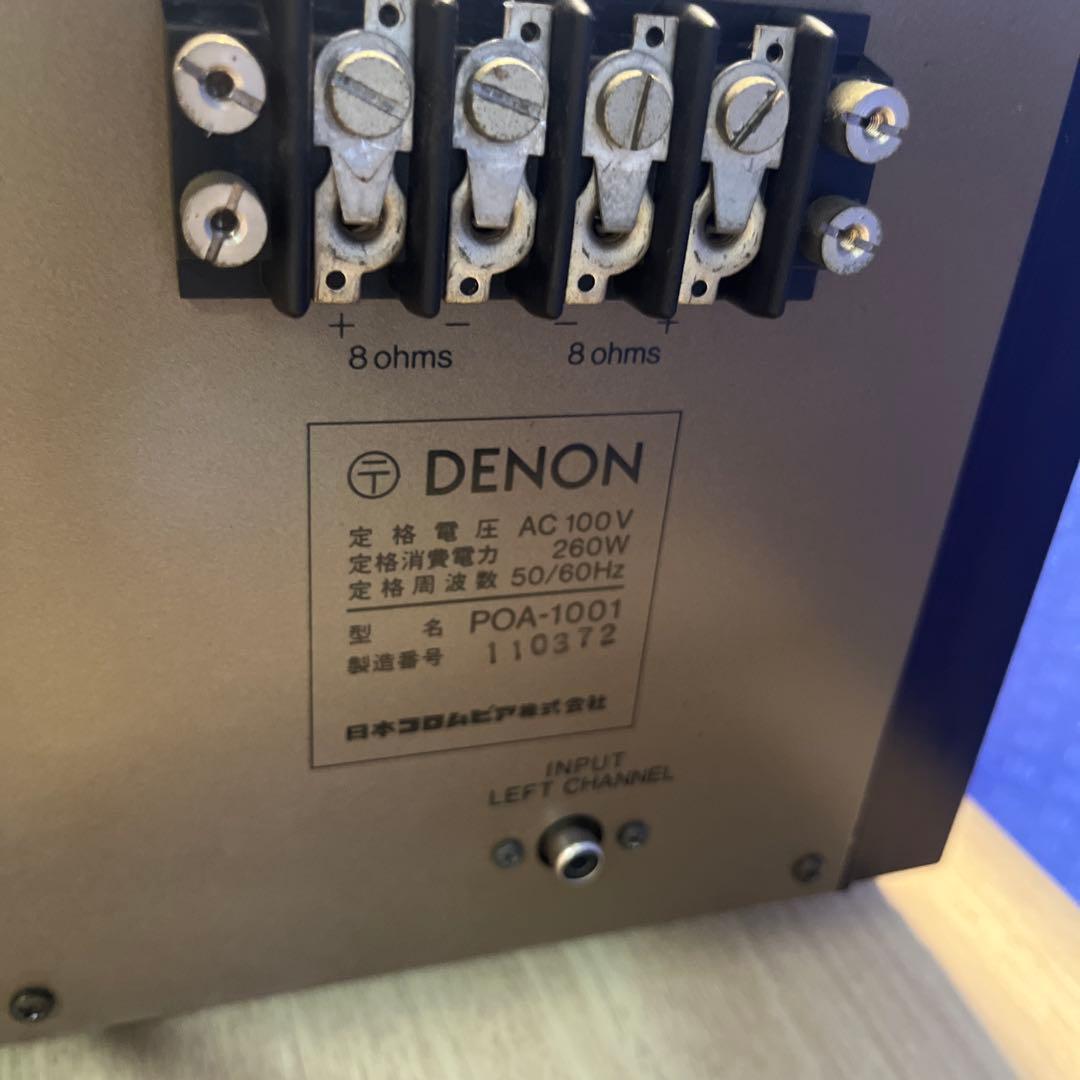 + − − +
8 ohms 8 ohms
〒 DENON
定格電圧 AC 100V
定格消費電力 260W
定格周波数 50/60Hz
型名 POA-1001
製造番号 110372
日本コロムビア株式会社
INPUT
LEFT CHANNEL